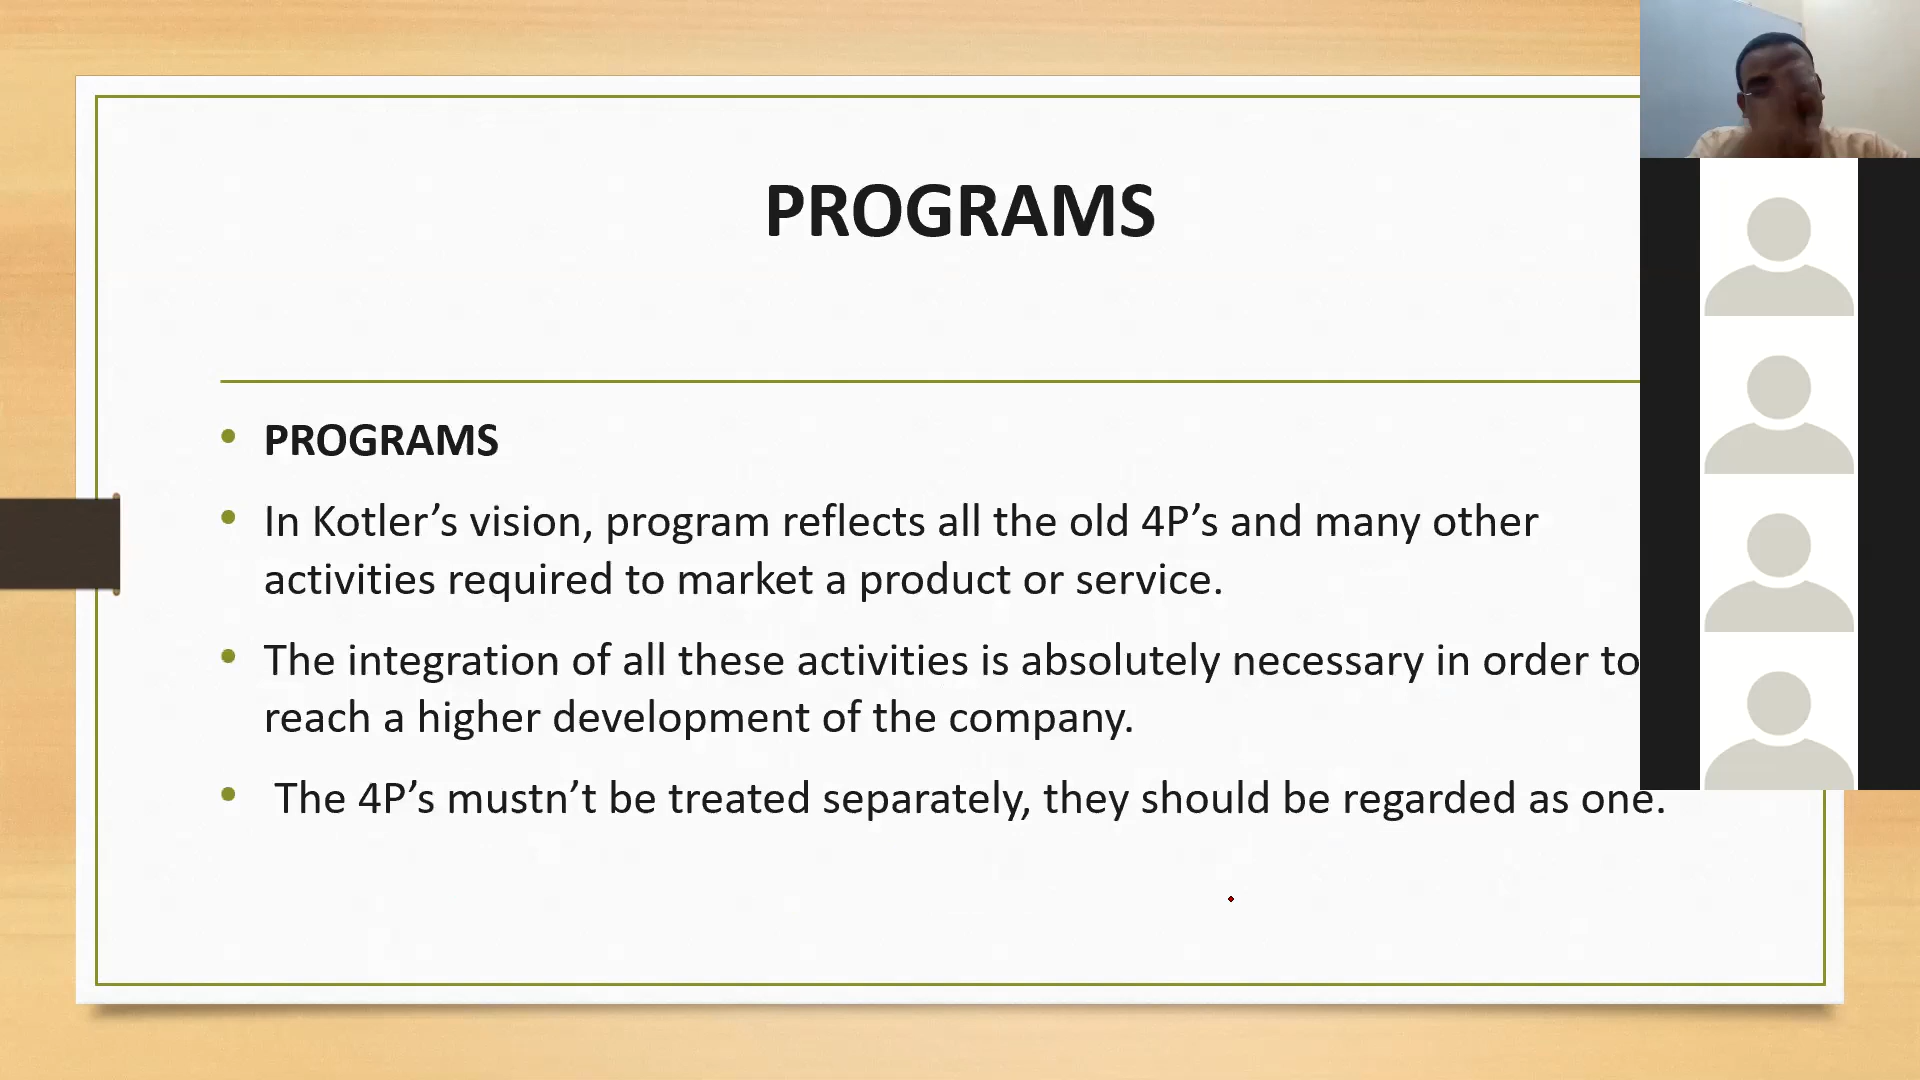 PROGRAMS
• PROGRAMS
• In Kotler’s vision, program reflects all the old 4P’s and many other
activities required to market a product or service.
• The integration of all these activities is absolutely necessary in order to
reach a higher development of the company.
• The 4P’s mustn’t be treated separately, they should be regarded as one.